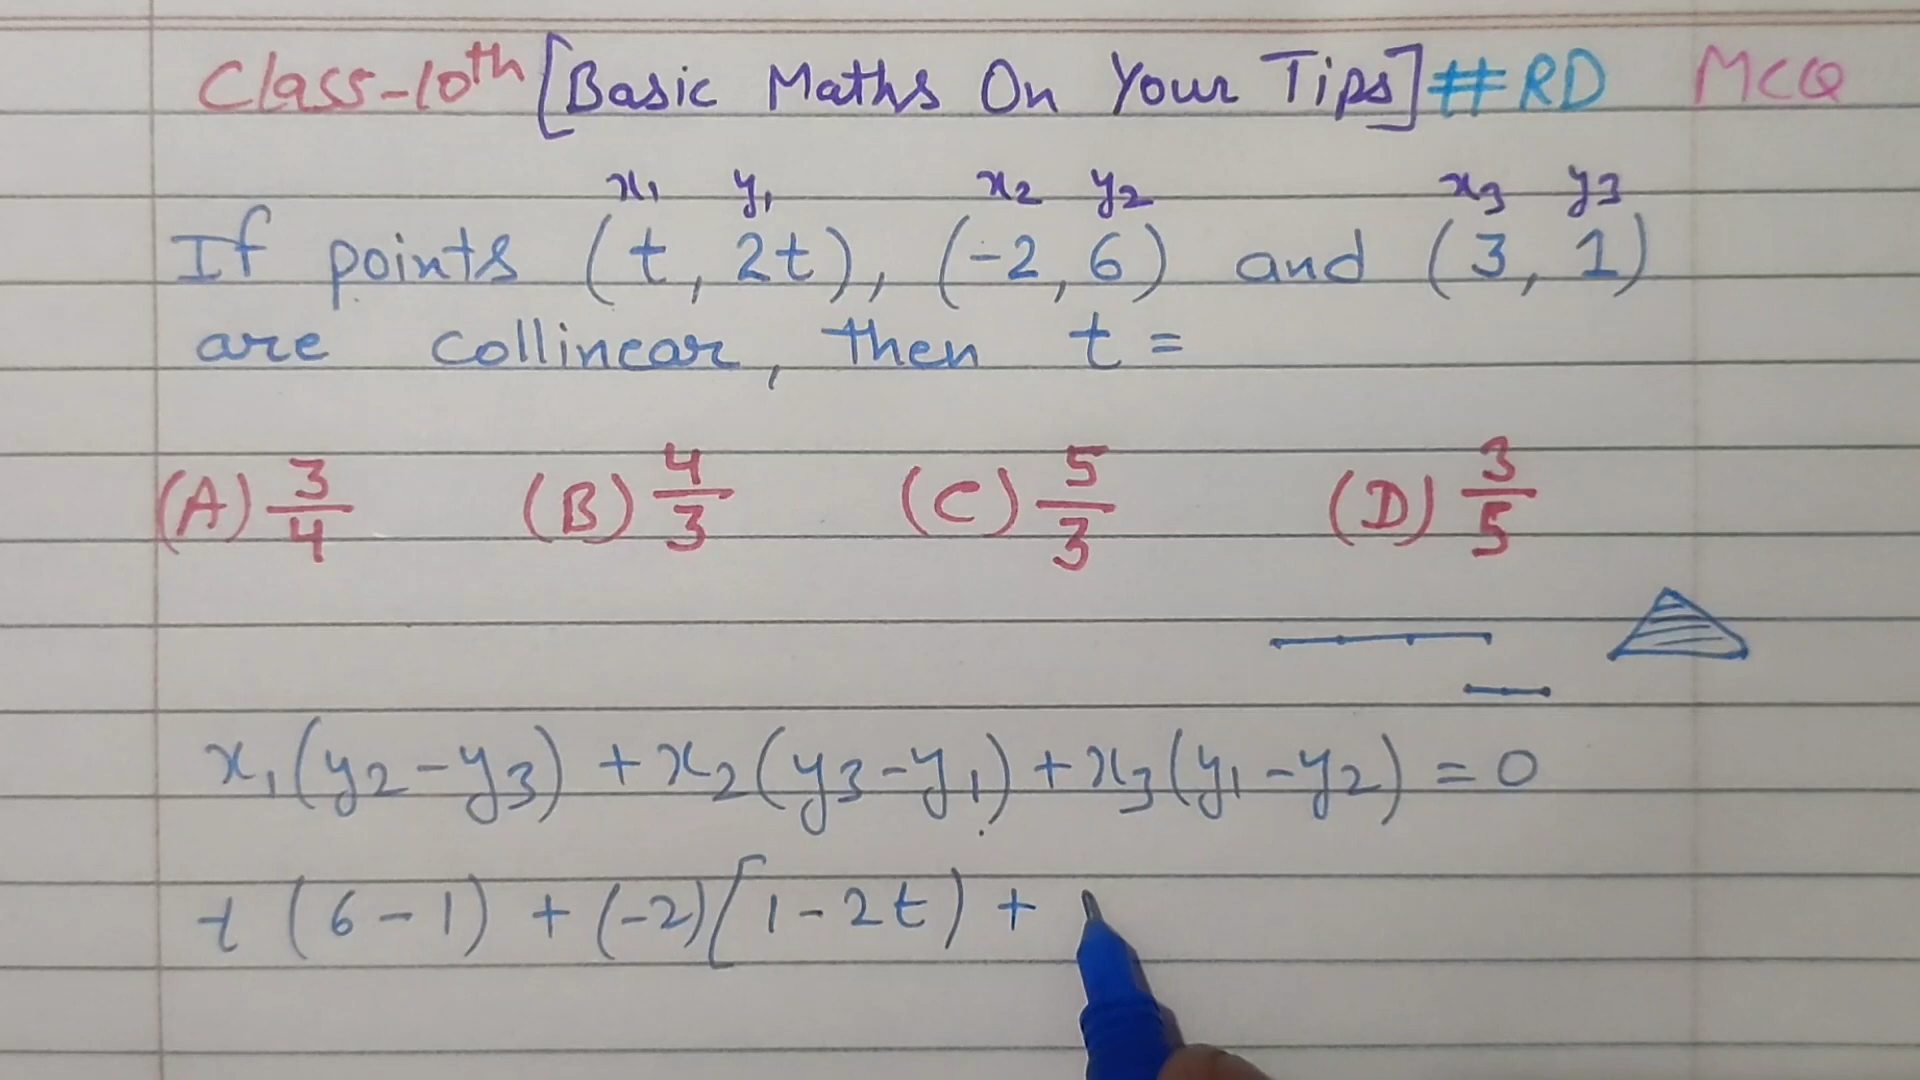 Class-10th [Basic Maths On Your Tips] #RD MCQ
x₁ y₁ x₂ y₂ x₃ y₃
If points (t, 2t), (-2, 6) and (3, 1)
are collinear, then t =
(A) 3/4 (B) 4/3 (C) 5/3 (D) 3/5
x₁(y₂-y₃) + x₂(y₃-y₁) + x₃(y₁-y₂) = 0
t (6-1) + (-2)(1-2t) +